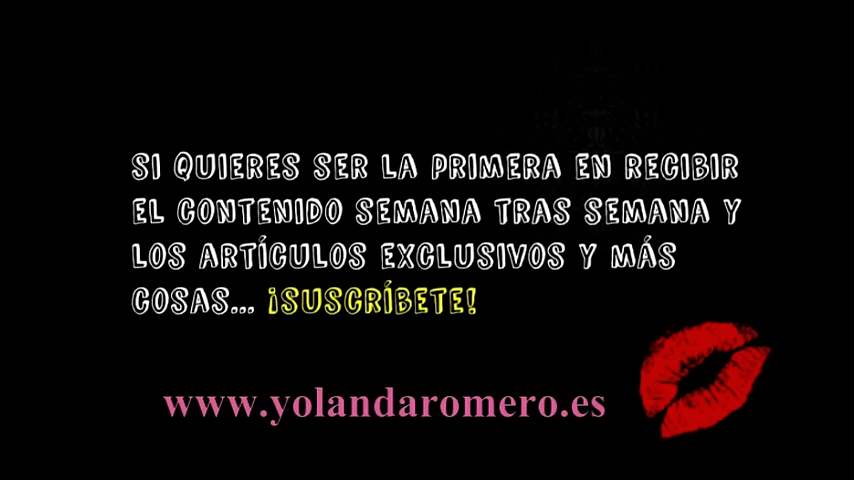 SI QUIERES SER LA PRIMERA EN RECIBIR
EL CONTENIDO SEMANA TRAS SEMANA Y
LOS ARTÍCULOS EXCLUSIVOS Y MÁS
COSAS... ¡SUSCRÍBETE!
www.yolandaromero.es